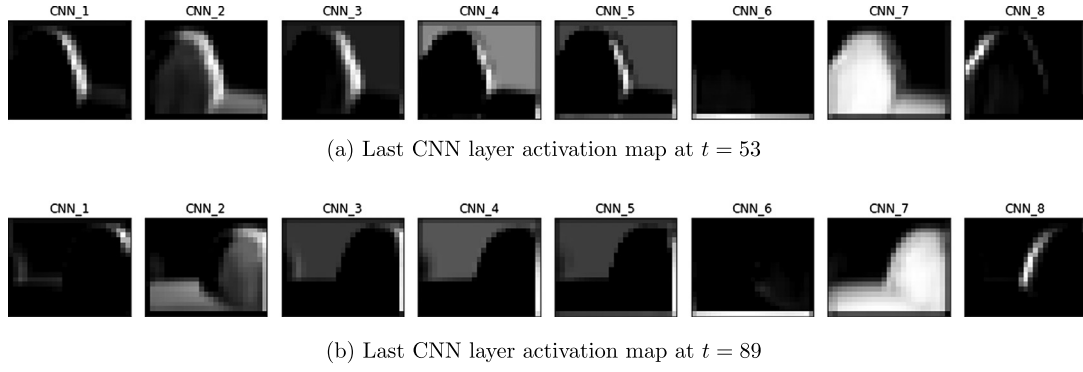 CNN_1 CNN_2 CNN_3 CNN_4 CNN_5 CNN_6 CNN_7 CNN_8
(a) Last CNN layer activation map at t = 53
CNN_1 CNN_2 CNN_3 CNN_4 CNN_5 CNN_6 CNN_7 CNN_8
(b) Last CNN layer activation map at t = 89